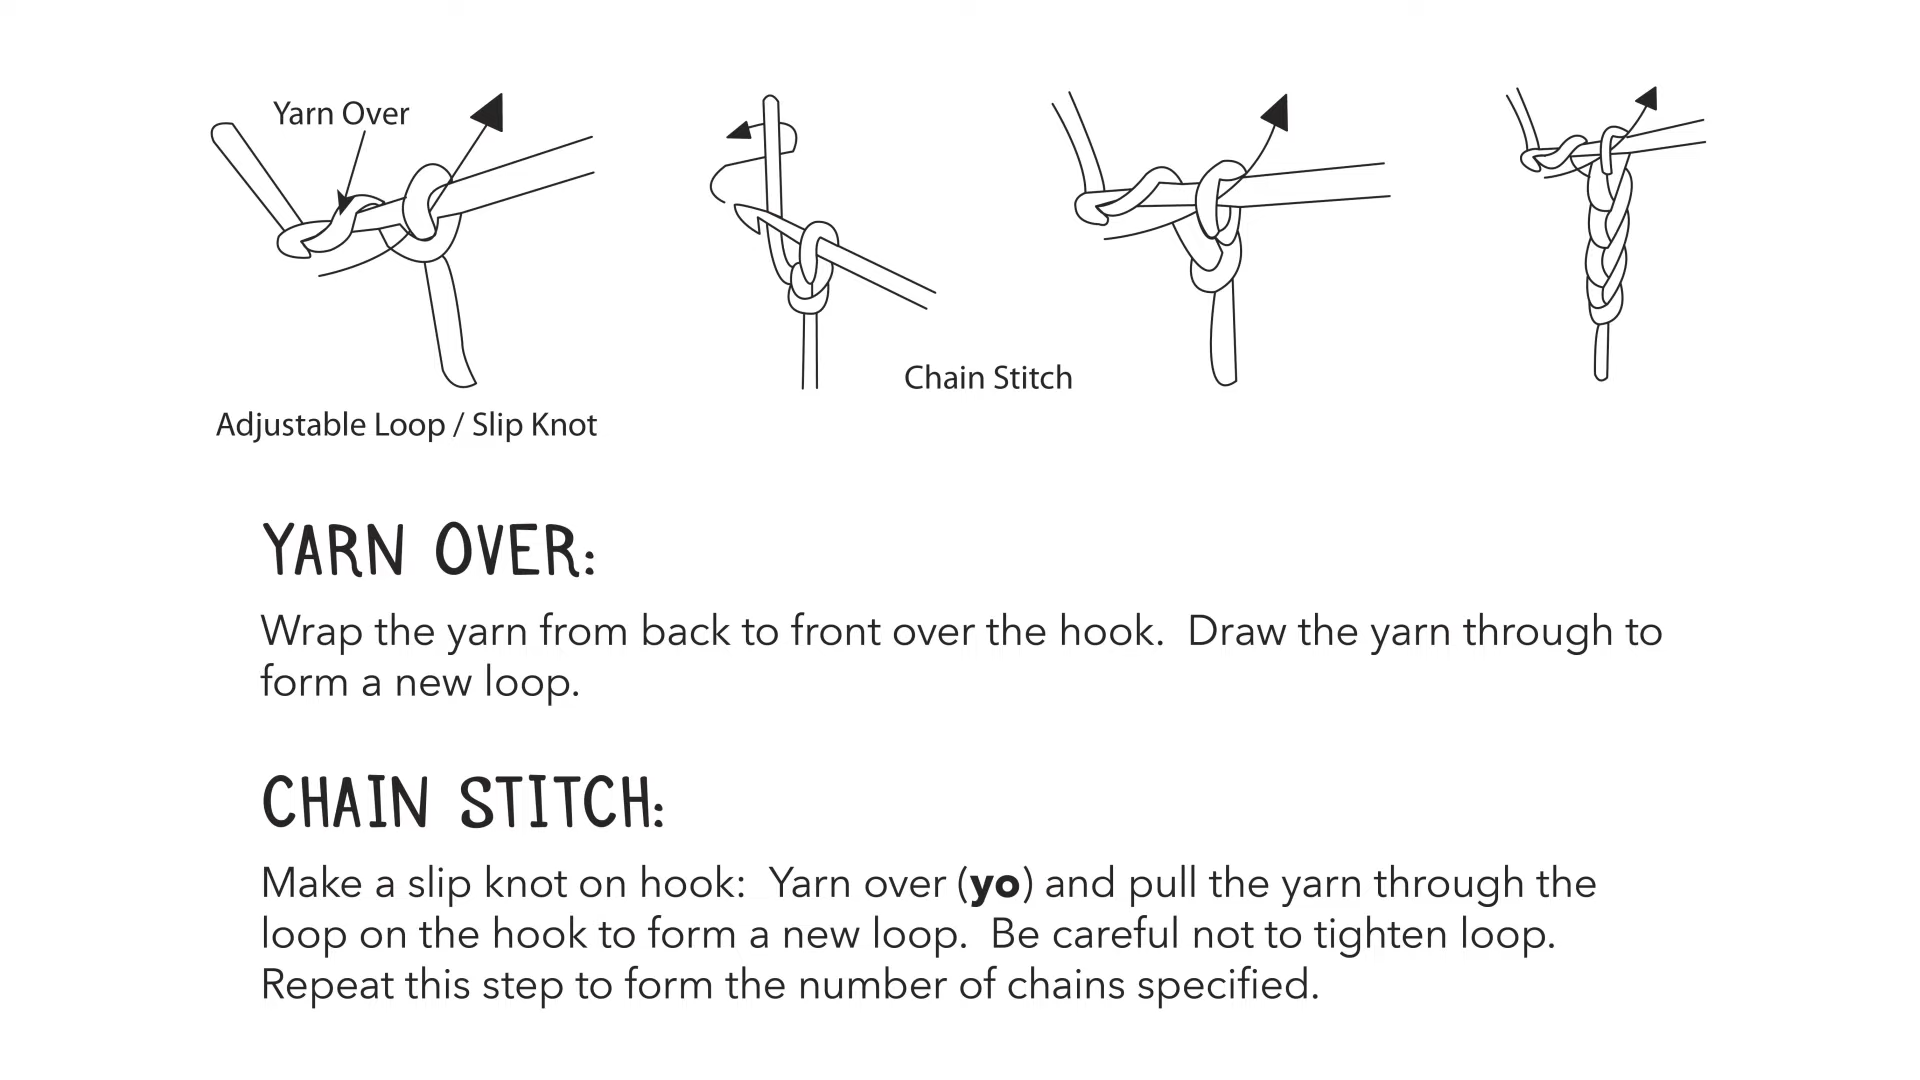 Yarn Over
Chain Stitch
Adjustable Loop / Slip Knot
YARN OVER:
Wrap the yarn from back to front over the hook.  Draw the yarn through to
form a new loop.
CHAIN STITCH:
Make a slip knot on hook:  Yarn over (yo) and pull the yarn through the
loop on the hook to form a new loop.  Be careful not to tighten loop.
Repeat this step to form the number of chains specified.